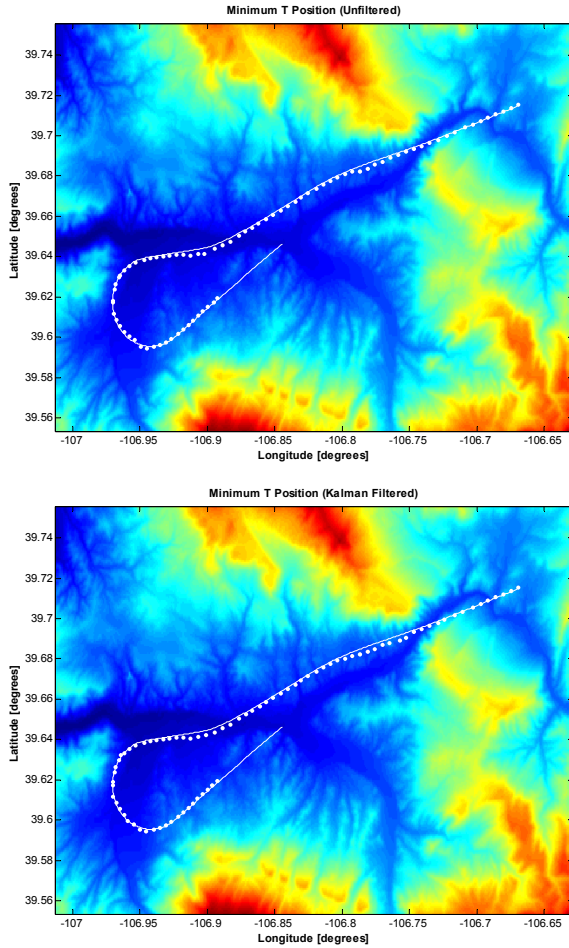 Minimum T Position (Unfiltered)
39.74
39.72
39.7
39.68
39.66
39.64
39.62
39.6
39.58
39.56
Latitude [degrees]
-107 -106.95 -106.9 -106.85 -106.8 -106.75 -106.7 -106.65
Longitude [degrees]
Minimum T Position (Kalman Filtered)
39.74
39.72
39.7
39.68
39.66
39.64
39.62
39.6
39.58
39.56
Latitude [degrees]
-107 -106.95 -106.9 -106.85 -106.8 -106.75 -106.7 -106.65
Longitude [degrees]